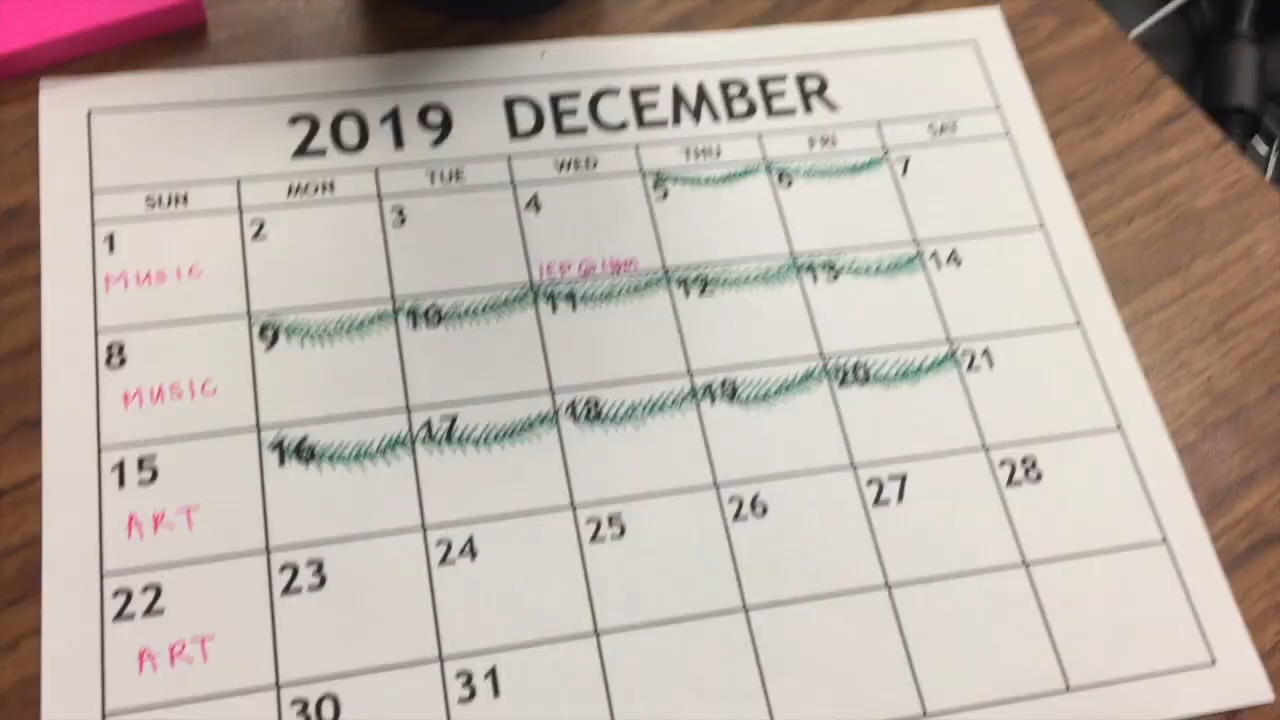 2019 DECEMBER
SUN MON TUE WED THU FRI SAT
1 2 3 4 5 6 7
MUSIC IEP @
8 9 10 11 12 13 14
MUSIC
15 16 17 18 19 20 21
ART
22 23 24 25 26 27 28
ART
30 31